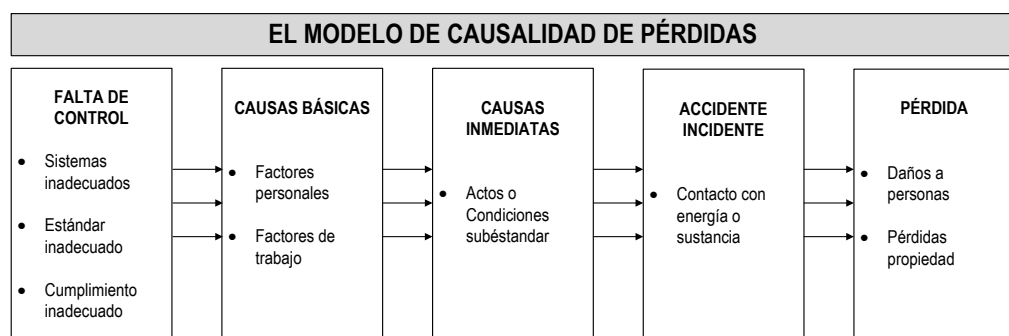 EL MODELO DE CAUSALIDAD DE PÉRDIDAS
FALTA DE
CONTROL
• Sistemas
inadecuados
• Estándar
inadecuado
• Cumplimiento
inadecuado
CAUSAS BÁSICAS
• Factores
personales
• Factores de
trabajo
CAUSAS
INMEDIATAS
• Actos o
Condiciones
subéstandar
ACCIDENTE
INCIDENTE
• Contacto con
energía o
sustancia
PÉRDIDA
• Daños a
personas
• Pérdidas
propiedad